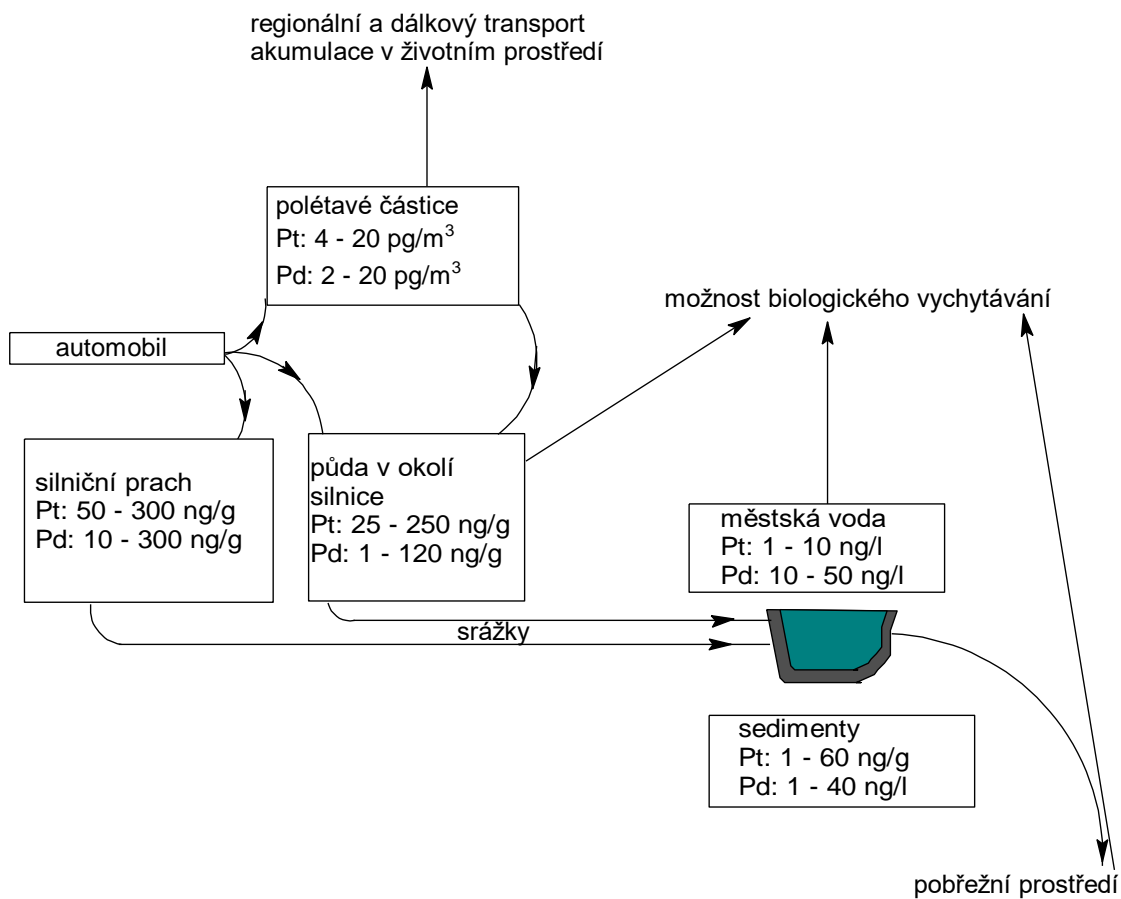 regionální a dálkový transport
akumulace v životním prostředí
polétavé částice
Pt: 4 - 20 pg/m³
Pd: 2 - 20 pg/m³
možnost biologického vychytávání
automobil
silniční prach
Pt: 50 - 300 ng/g
Pd: 10 - 300 ng/g
půda v okolí
silnice
Pt: 25 - 250 ng/g
Pd: 1 - 120 ng/g
městská voda
Pt: 1 - 10 ng/l
Pd: 10 - 50 ng/l
srážky
sedimenty
Pt: 1 - 60 ng/g
Pd: 1 - 40 ng/l
pobřežní prostředí